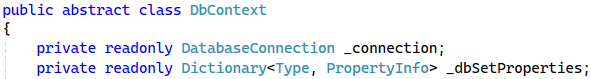 public abstract class DbContext
{
private readonly DatabaseConnection _connection;
private readonly Dictionary<Type, PropertyInfo> _dbSetProperties;